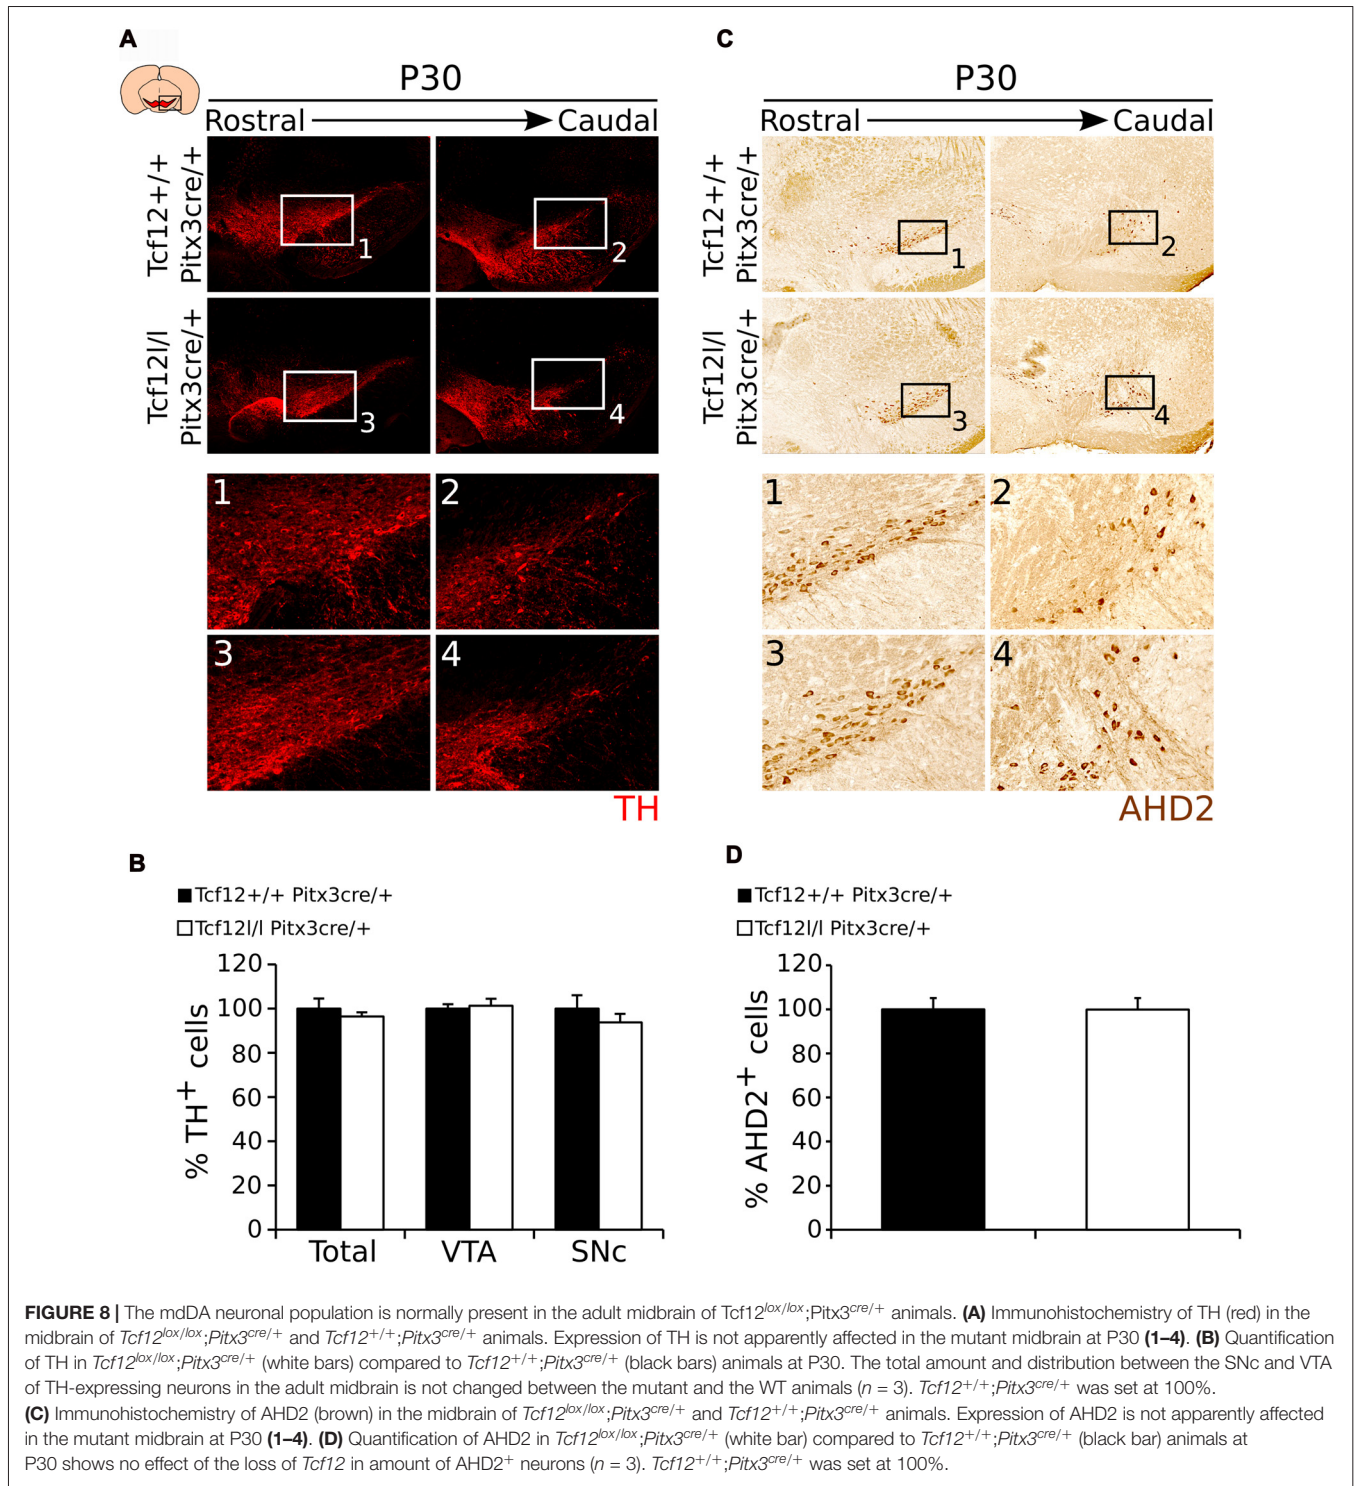 A
P30
Rostral
Caudal
Tcf12+/+
Pitx3cre/+
1
2
Tcf12l/l
Pitx3cre/+
3
4
1
2
3
4
TH
C
P30
Rostral
Caudal
Tcf12+/+
Pitx3cre/+
1
2
Tcf12l/l
Pitx3cre/+
3
4
1
2
3
4
AHD2
B
Tcf12+/+ Pitx3cre/+
Tcf12l/l Pitx3cre/+
% TH+ cells
120
100
80
60
40
20
0
Total VTA SNc
D
Tcf12+/+ Pitx3cre/+
Tcf12l/l Pitx3cre/+
% AHD2+ cells
120
100
80
60
40
20
0
FIGURE 8 | The mdDA neuronal population is normally present in the adult midbrain of Tcf12lox/lox;Pitx3cre/+ animals. (A) Immunohistochemistry of TH (red) in the
midbrain of Tcf12lox/lox;Pitx3cre/+ and Tcf12+/+;Pitx3cre/+ animals. Expression of TH is not apparently affected in the mutant midbrain at P30 (1–4). (B) Quantification
of TH in Tcf12lox/lox;Pitx3cre/+ (white bars) compared to Tcf12+/+;Pitx3cre/+ (black bars) animals at P30. The total amount and distribution between the SNc and VTA
of TH-expressing neurons in the adult midbrain is not changed between the mutant and the WT animals (n = 3). Tcf12+/+;Pitx3cre/+ was set at 100%.
(C) Immunohistochemistry of AHD2 (brown) in the midbrain of Tcf12lox/lox;Pitx3cre/+ and Tcf12+/+;Pitx3cre/+ animals. Expression of AHD2 is not apparently affected
in the mutant midbrain at P30 (1–4). (D) Quantification of AHD2 in Tcf12lox/lox;Pitx3cre/+ (white bar) compared to Tcf12+/+;Pitx3cre/+ (black bar) animals at
P30 shows no effect of the loss of Tcf12 in amount of AHD2+ neurons (n = 3). Tcf12+/+;Pitx3cre/+ was set at 100%.